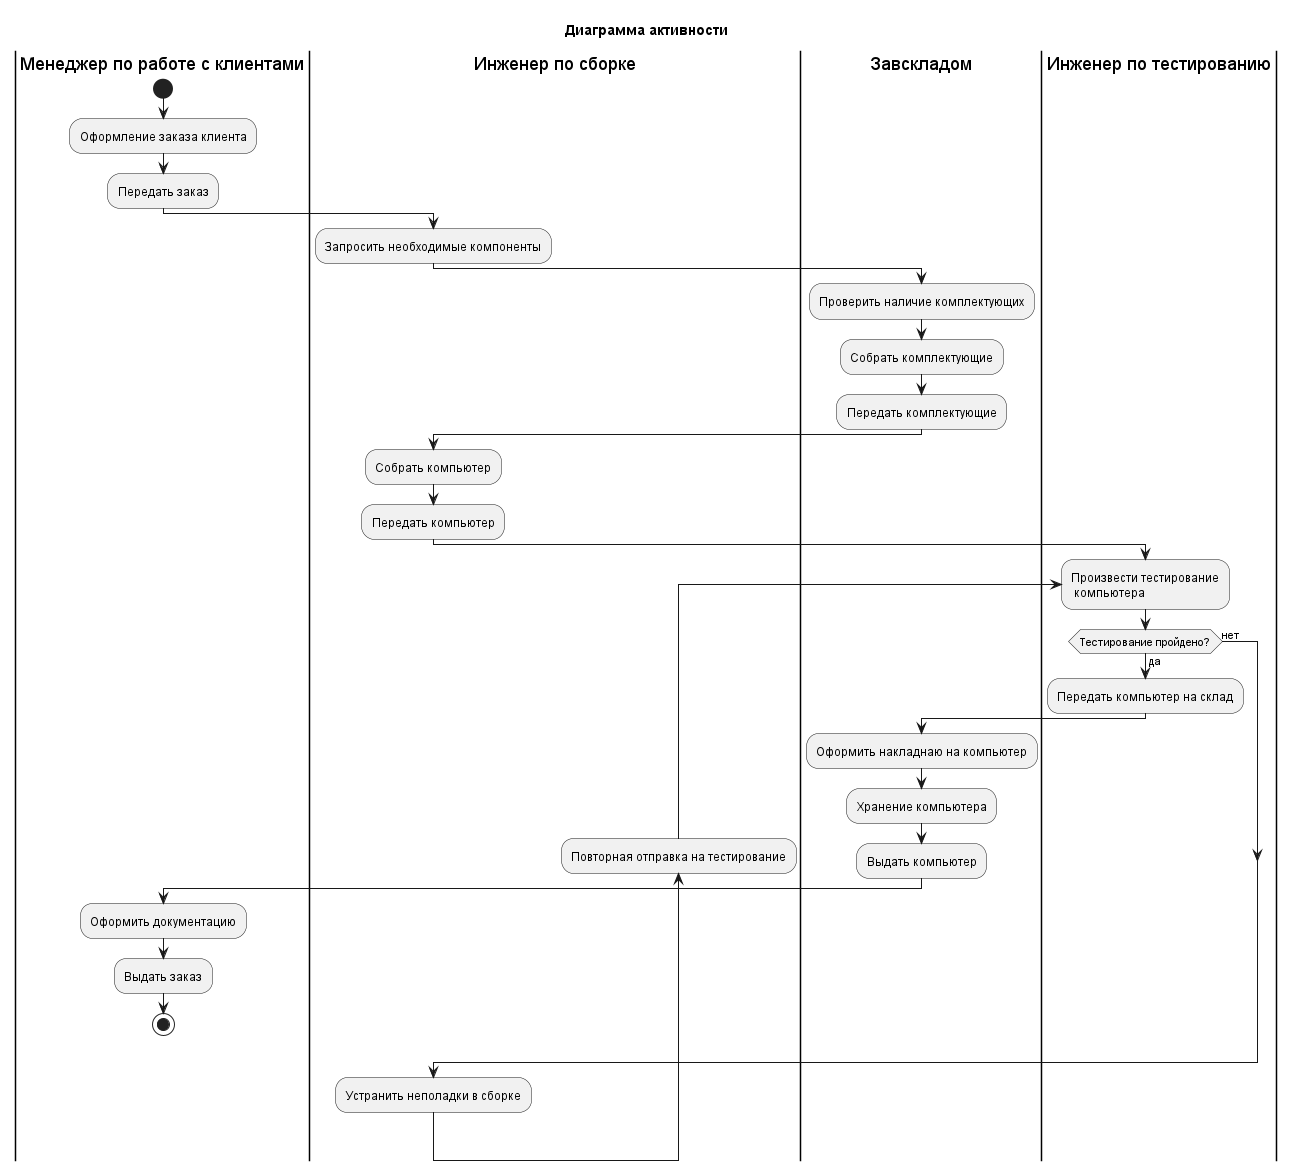 Диаграмма активности
Менеджер по работе с клиентами
Инженер по сборке
Завскладом
Инженер по тестированию
Оформление заказа клиента
Передать заказ
Запросить необходимые компоненты
Проверить наличие комплектующих
Собрать комплектующие
Передать комплектующие
Собрать компьютер
Передать компьютер
Произвести тестирование
компьютера
Тестирование пройдено?
нет
да
Передать компьютер на склад
Оформить накладнаю на компьютер
Хранение компьютера
Повторная отправка на тестирование
Выдать компьютер
Оформить документацию
Выдать заказ
Устранить неполадки в сборке